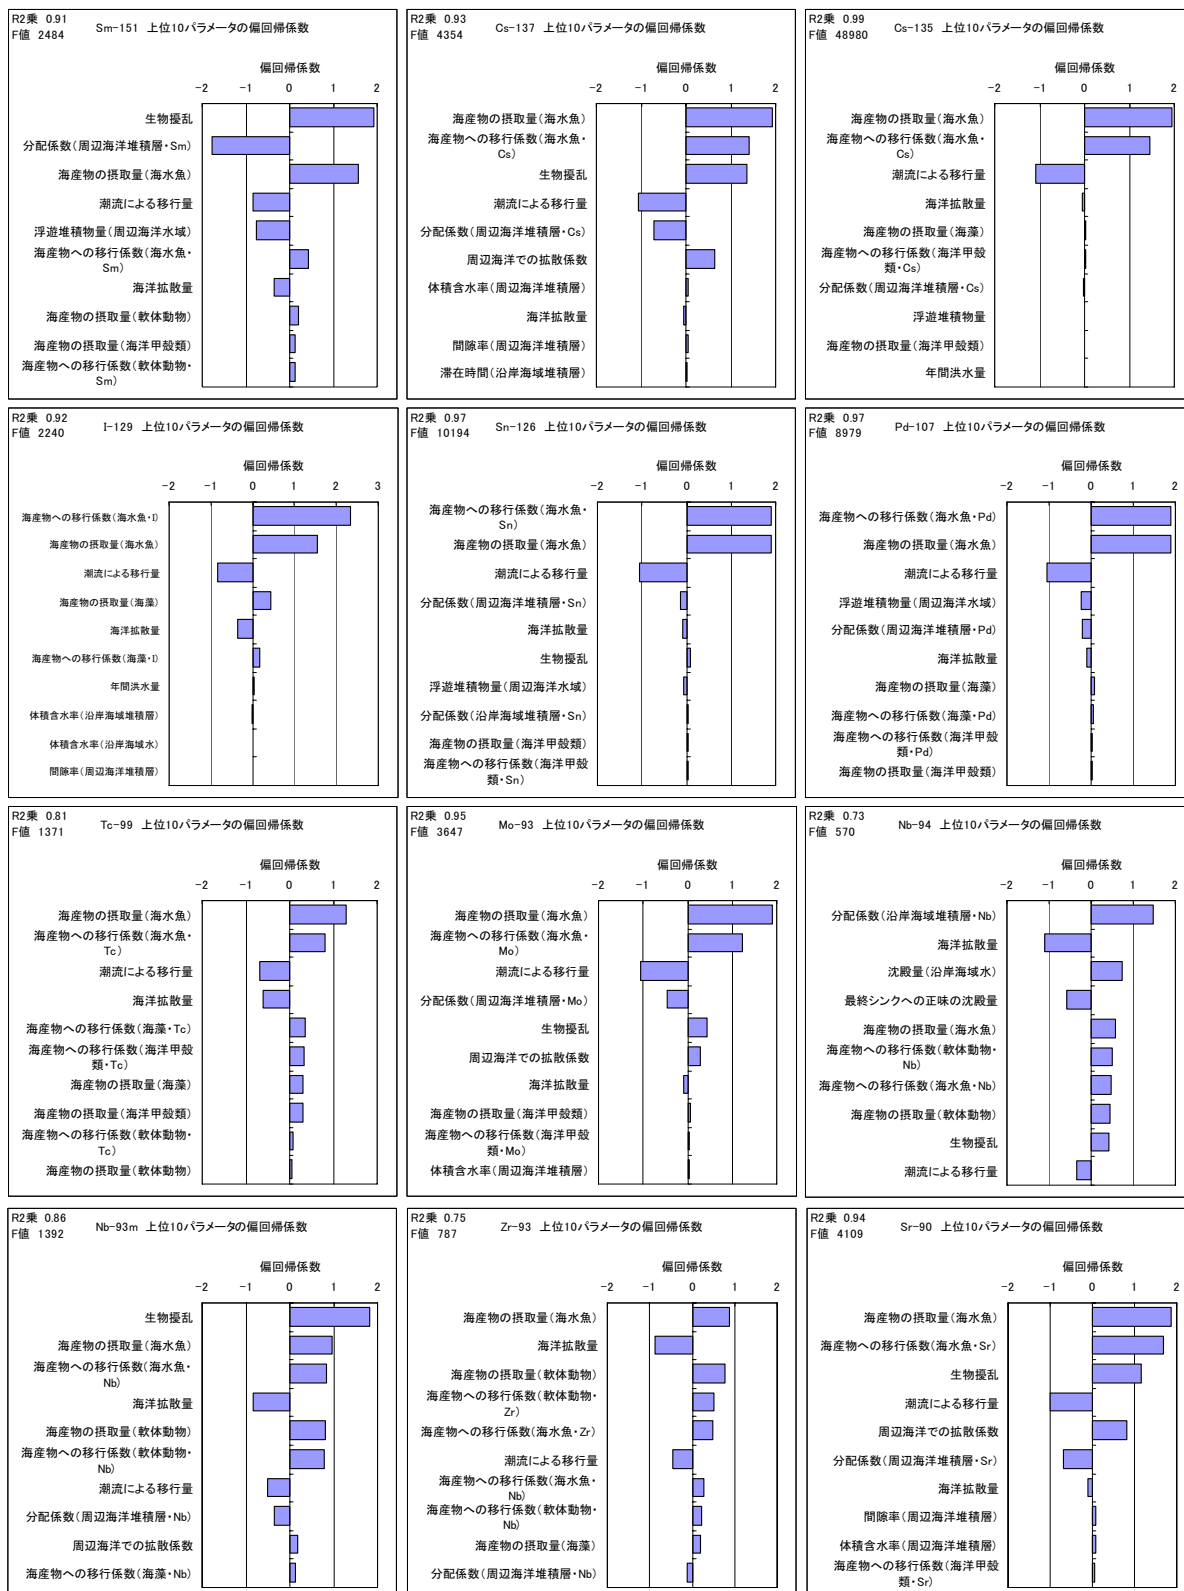 R2乗 0.91
F値 2484
Sm-151 上位10パラメータの偏回帰係数
偏回帰係数
-2 -1 0 1 2
生物擾乱
分配係数(周辺海洋堆積層・Sm)
海産物の摂取量(海水魚)
潮流による移行量
浮遊堆積物量(周辺海洋水域)
海産物への移行係数(海水魚・
Sm)
海洋拡散量
海産物の摂取量(軟体動物)
海産物の摂取量(海洋甲殻類)
海産物への移行係数(軟体動物・
Sm)
R2乗 0.93
F値 4354
Cs-137 上位10パラメータの偏回帰係数
偏回帰係数
-2 -1 0 1 2
海産物の摂取量(海水魚)
海産物への移行係数(海水魚・
Cs)
生物擾乱
潮流による移行量
分配係数(周辺海洋堆積層・Cs)
周辺海洋での拡散係数
体積含水率(周辺海洋堆積層)
海洋拡散量
間隙率(周辺海洋堆積層)
滞在時間(沿岸海域堆積層)
R2乗 0.99
F値 48980
Cs-135 上位10パラメータの偏回帰係数
偏回帰係数
-2 -1 0 1 2
海産物の摂取量(海水魚)
海産物への移行係数(海水魚・
Cs)
潮流による移行量
海洋拡散量
海産物の摂取量(海藻)
海産物への移行係数(海洋甲殻
類・Cs)
分配係数(周辺海洋堆積層・Cs)
浮遊堆積物量
海産物の摂取量(海洋甲殻類)
年間洪水量
R2乗 0.92
F値 2240
I-129 上位10パラメータの偏回帰係数
偏回帰係数
-2 -1 0 1 2 3
海産物への移行係数(海水魚・I)
海産物の摂取量(海水魚)
潮流による移行量
海産物の摂取量(海藻)
海洋拡散量
海産物への移行係数(海藻・I)
年間洪水量
体積含水率(沿岸海域堆積層)
体積含水率(沿岸海域水)
間隙率(周辺海洋堆積層)
R2乗 0.97
F値 10194
Sn-126 上位10パラメータの偏回帰係数
偏回帰係数
-2 -1 0 1 2
海産物への移行係数(海水魚・
Sn)
海産物の摂取量(海水魚)
潮流による移行量
分配係数(周辺海洋堆積層・Sn)
海洋拡散量
生物擾乱
浮遊堆積物量(周辺海洋水域)
分配係数(沿岸海域堆積層・Sn)
海産物の摂取量(海洋甲殻類)
海産物への移行係数(海洋甲殻
類・Sn)
R2乗 0.97
F値 8979
Pd-107 上位10パラメータの偏回帰係数
偏回帰係数
-2 -1 0 1 2
海産物への移行係数(海水魚・Pd)
海産物の摂取量(海水魚)
潮流による移行量
浮遊堆積物量(周辺海洋水域)
分配係数(周辺海洋堆積層・Pd)
海洋拡散量
海産物の摂取量(海藻)
海産物への移行係数(海藻・Pd)
海産物への移行係数(海洋甲殻
類・Pd)
海産物の摂取量(海洋甲殻類)
R2乗 0.81
F値 1371
Tc-99 上位10パラメータの偏回帰係数
偏回帰係数
-2 -1 0 1 2
海産物の摂取量(海水魚)
海産物への移行係数(海水魚・
Tc)
潮流による移行量
海洋拡散量
海産物への移行係数(海藻・Tc)
海産物への移行係数(海洋甲殻
類・Tc)
海産物の摂取量(海藻)
海産物の摂取量(海洋甲殻類)
海産物への移行係数(軟体動物・
Tc)
海産物の摂取量(軟体動物)
R2乗 0.95
F値 3647
Mo-93 上位10パラメータの偏回帰係数
偏回帰係数
-2 -1 0 1 2
海産物の摂取量(海水魚)
海産物への移行係数(海水魚・
Mo)
潮流による移行量
分配係数(周辺海洋堆積層・Mo)
生物擾乱
周辺海洋での拡散係数
海洋拡散量
海産物の摂取量(海洋甲殻類)
海産物への移行係数(海洋甲殻
類・Mo)
体積含水率(周辺海洋堆積層)
R2乗 0.73
F値 570
Nb-94 上位10パラメータの偏回帰係数
偏回帰係数
-2 -1 0 1 2
分配係数(沿岸海域堆積層・Nb)
海洋拡散量
沈殿量(沿岸海域水)
最終シンクへの正味の沈殿量
海産物の摂取量(海水魚)
海産物への移行係数(軟体動物・
Nb)
海産物への移行係数(海水魚・Nb)
海産物の摂取量(軟体動物)
生物擾乱
潮流による移行量
R2乗 0.86
F値 1392
Nb-93m 上位10パラメータの偏回帰係数
偏回帰係数
-2 -1 0 1 2
生物擾乱
海産物の摂取量(海水魚)
海産物への移行係数(海水魚・
Nb)
海洋拡散量
海産物の摂取量(軟体動物)
海産物への移行係数(軟体動物・
Nb)
潮流による移行量
分配係数(周辺海洋堆積層・Nb)
周辺海洋での拡散係数
海産物への移行係数(海藻・Nb)
R2乗 0.75
F値 787
Zr-93 上位10パラメータの偏回帰係数
偏回帰係数
-2 -1 0 1 2
海産物の摂取量(海水魚)
海洋拡散量
海産物の摂取量(軟体動物)
海産物への移行係数(軟体動物・
Zr)
海産物への移行係数(海水魚・Zr)
潮流による移行量
海産物への移行係数(海水魚・
Nb)
海産物への移行係数(軟体動物・
Nb)
海産物の摂取量(海藻)
分配係数(周辺海洋堆積層・Nb)
R2乗 0.94
F値 4109
Sr-90 上位10パラメータの偏回帰係数
偏回帰係数
-2 -1 0 1 2
海産物の摂取量(海水魚)
海産物への移行係数(海水魚・Sr)
生物擾乱
潮流による移行量
周辺海洋での拡散係数
分配係数(周辺海洋堆積層・Sr)
海洋拡散量
間隙率(周辺海洋堆積層)
体積含水率(周辺海洋堆積層)
海産物への移行係数(海洋甲殻
類・Sr)